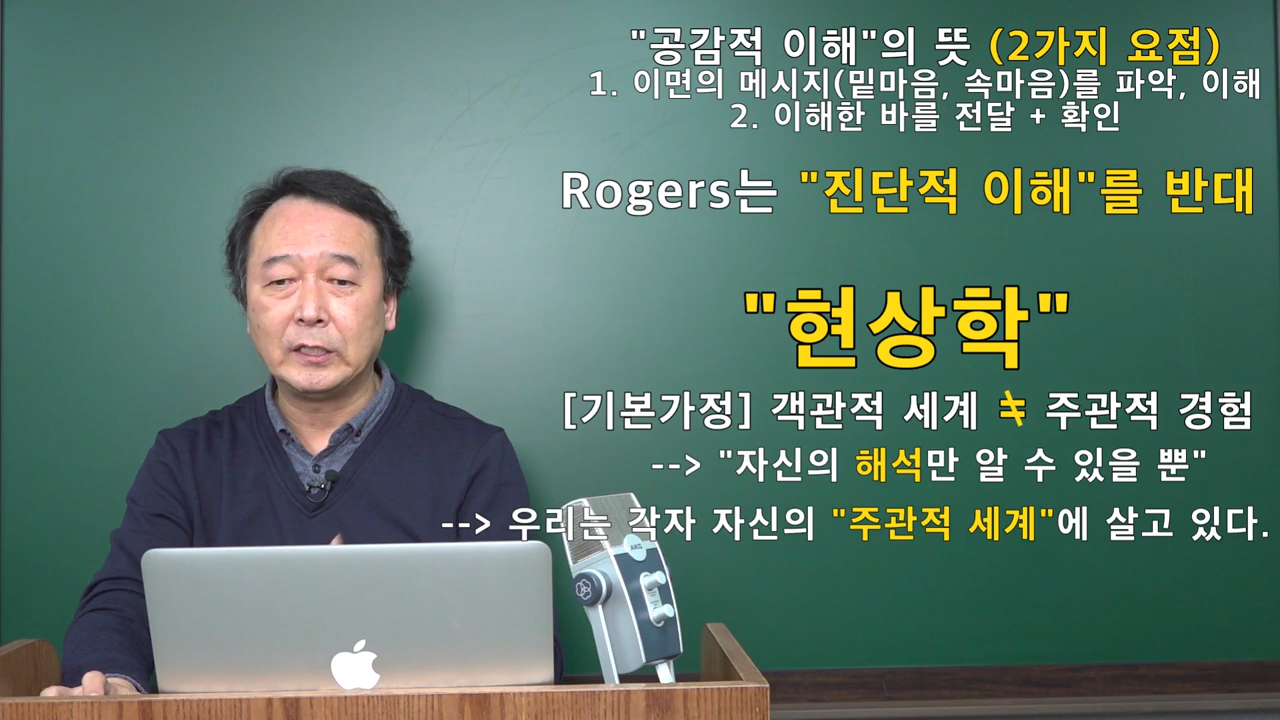 "공감적 이해"의 뜻 (2가지 요점)
1. 이면의 메시지(밑마음, 속마음)를 파악, 이해
2. 이해한 바를 전달 + 확인
Rogers는 "진단적 이해"를 반대
"현상학"
[기본가정] 객관적 세계 ≠ 주관적 경험
--> "자신의 해석만 알 수 있을 뿐"
--> 우리는 각자 자신의 "주관적 세계"에 살고 있다.
AKG